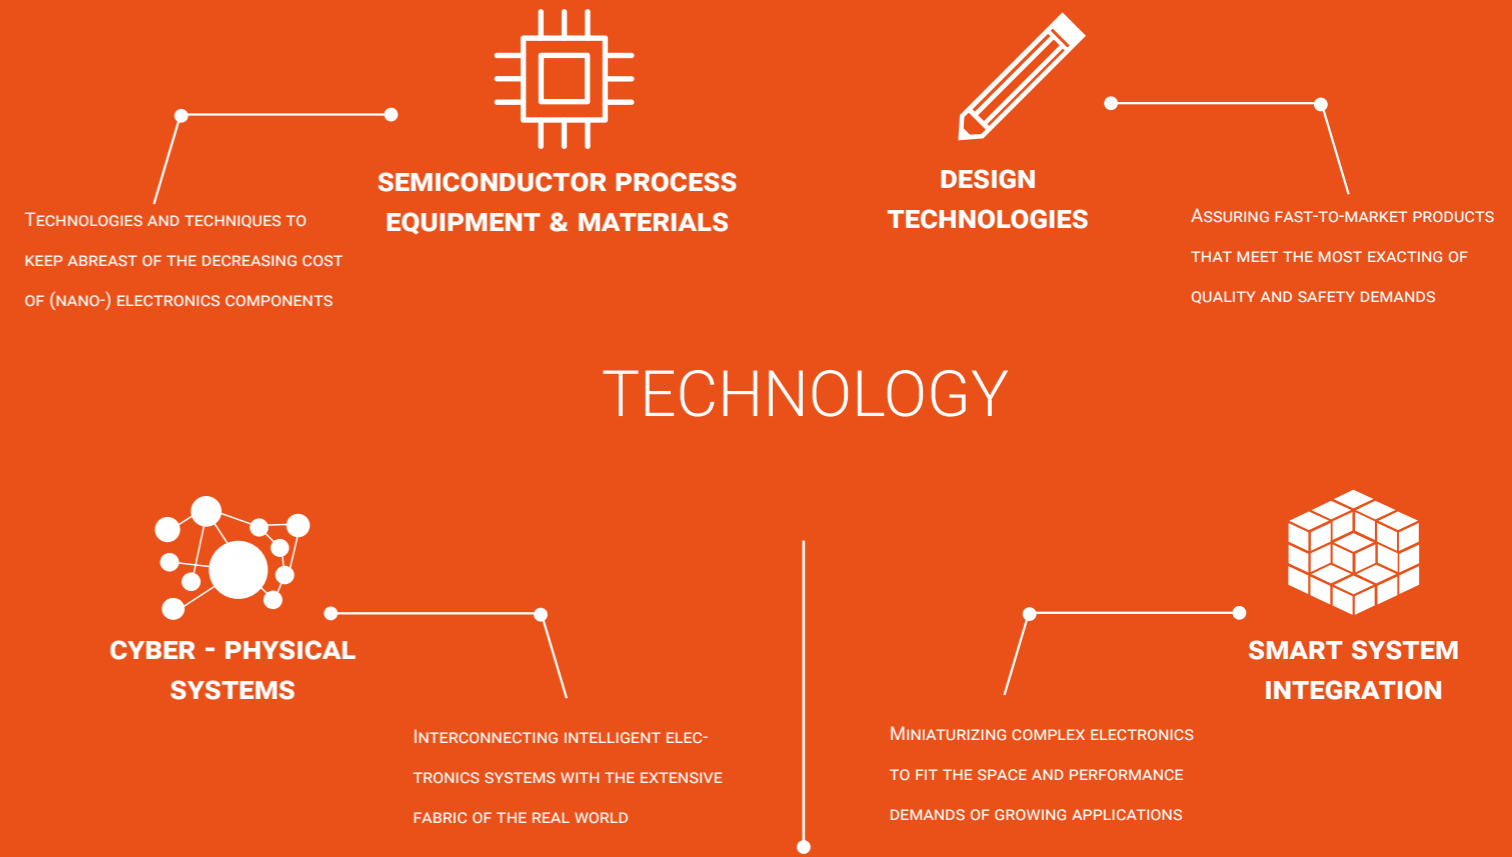 SEMICONDUCTOR PROCESS
EQUIPMENT & MATERIALS
TECHNOLOGIES AND TECHNIQUES TO
KEEP ABREAST OF THE DECREASING COST
OF (NANO-) ELECTRONICS COMPONENTS
DESIGN
TECHNOLOGIES
ASSURING FAST-TO-MARKET PRODUCTS
THAT MEET THE MOST EXACTING OF
QUALITY AND SAFETY DEMANDS
TECHNOLOGY
CYBER - PHYSICAL
SYSTEMS
INTERCONNECTING INTELLIGENT ELEC-
TRONICS SYSTEMS WITH THE EXTENSIVE
FABRIC OF THE REAL WORLD
SMART SYSTEM
INTEGRATION
MINIATURIZING COMPLEX ELECTRONICS
TO FIT THE SPACE AND PERFORMANCE
DEMANDS OF GROWING APPLICATIONS